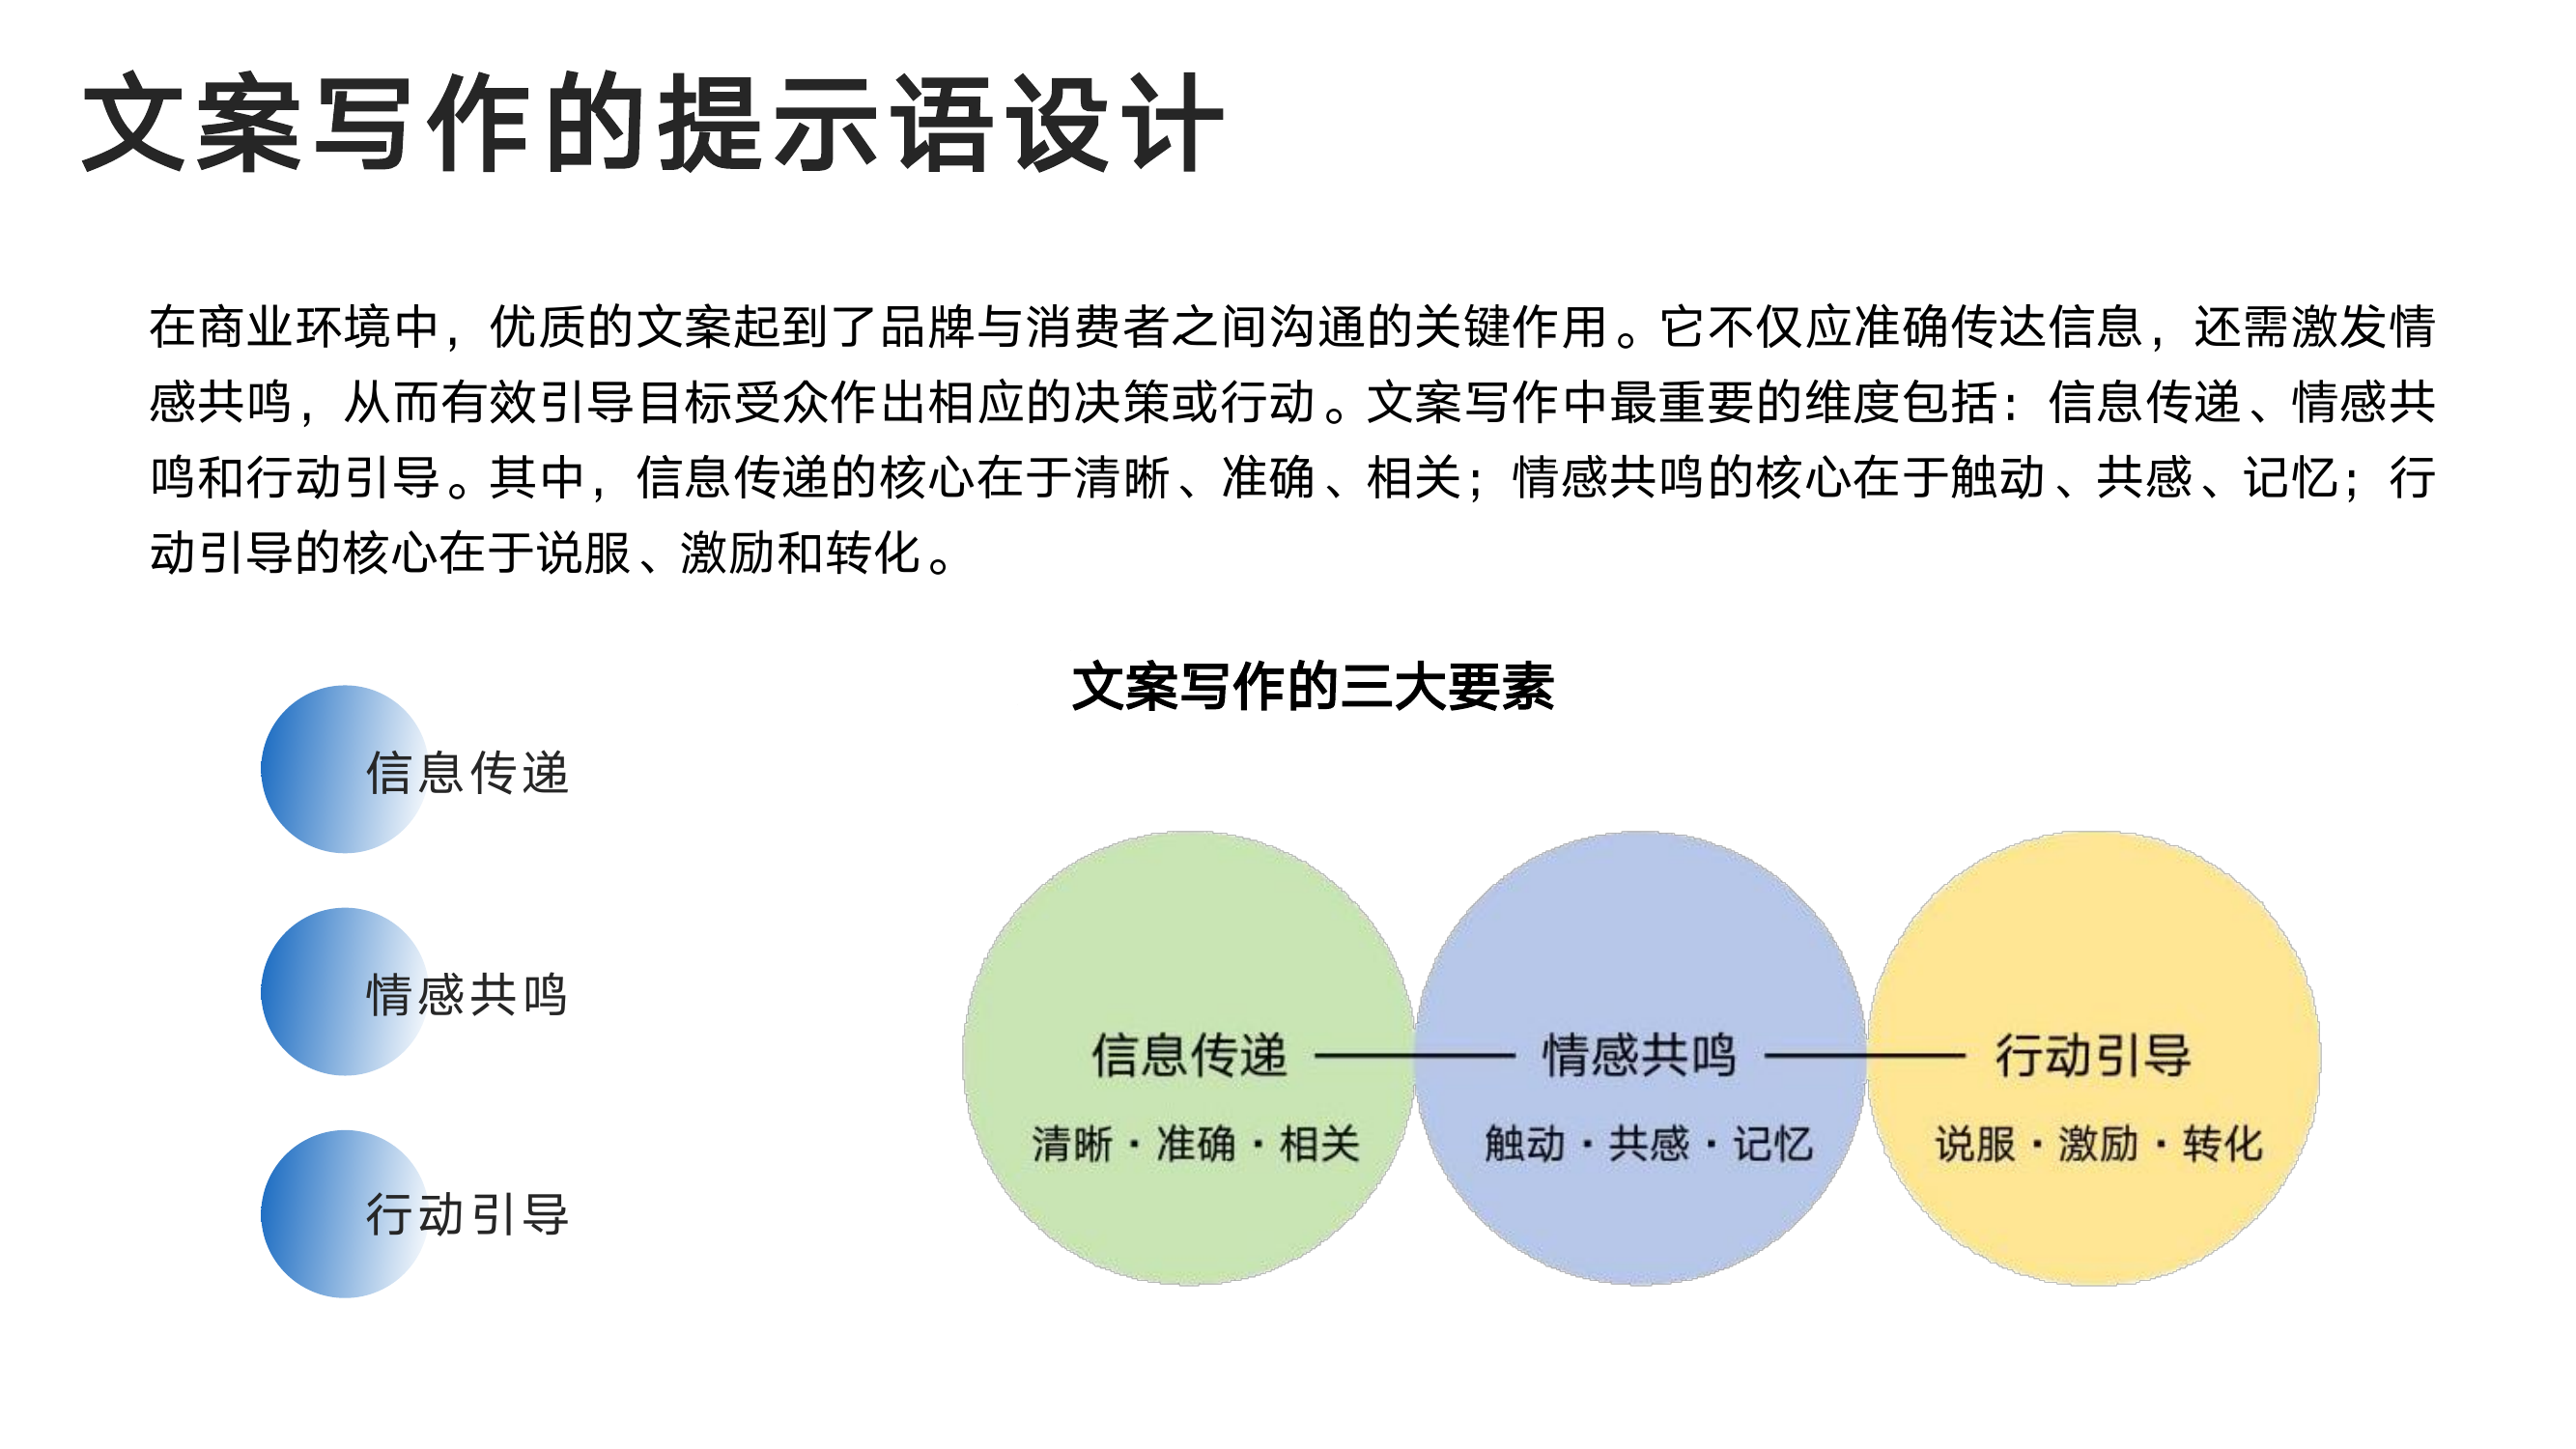 文案写作的提示语设计
在商业环境中，优质的文案起到了品牌与消费者之间沟通的关键作用。它不仅应准确传达信息，还需激发情
感共鸣，从而有效引导目标受众作出相应的决策或行动。文案写作中最重要的维度包括：信息传递、情感共
鸣和行动引导。其中，信息传递的核心在于清晰、准确、相关；情感共鸣的核心在于触动、共感、记忆；行
动引导的核心在于说服、激励和转化。
信息传递
情感共鸣
行动引导
文案写作的三大要素
信息传递
清晰·准确·相关
情感共鸣
触动·共感·记忆
行动引导
说服·激励·转化